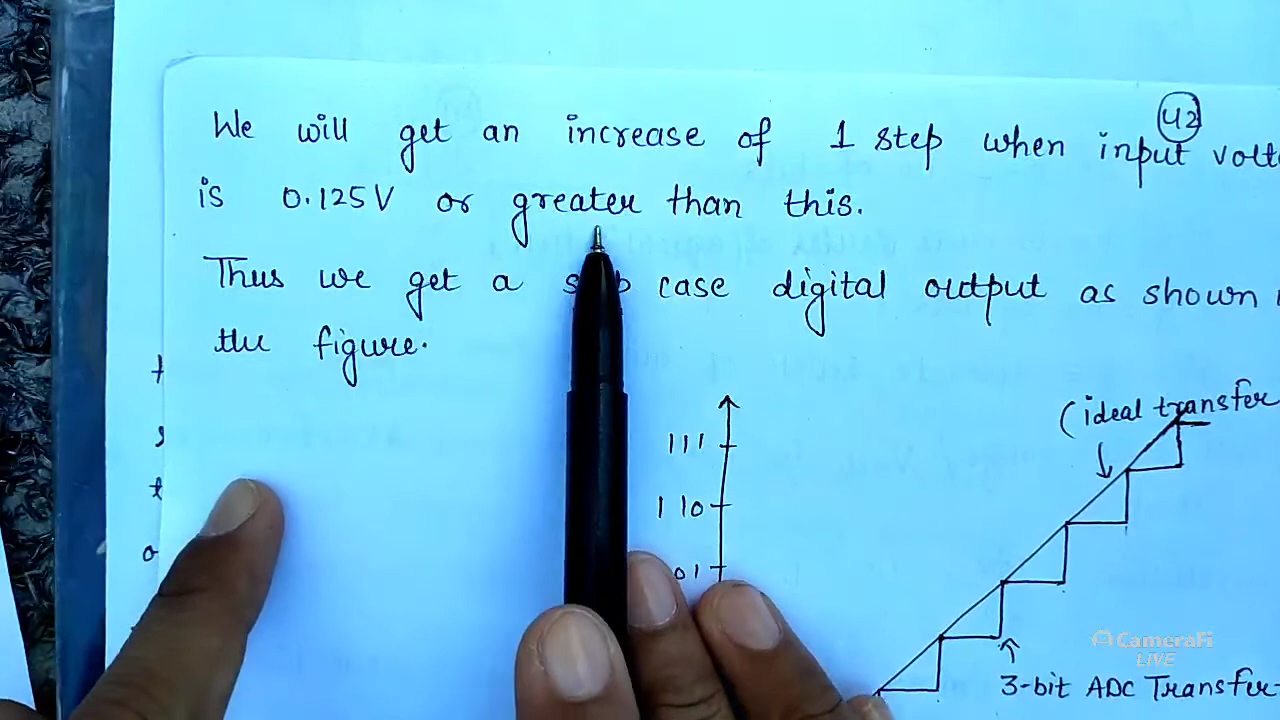 42
We will get an increase of 1 step when input
is 0.125V or greater than this.
Thus we get a case digital output as shown
the figure.
(ideal transfer
111
110
01
3-bit ADC Transfer-
CameraFi
LIVE